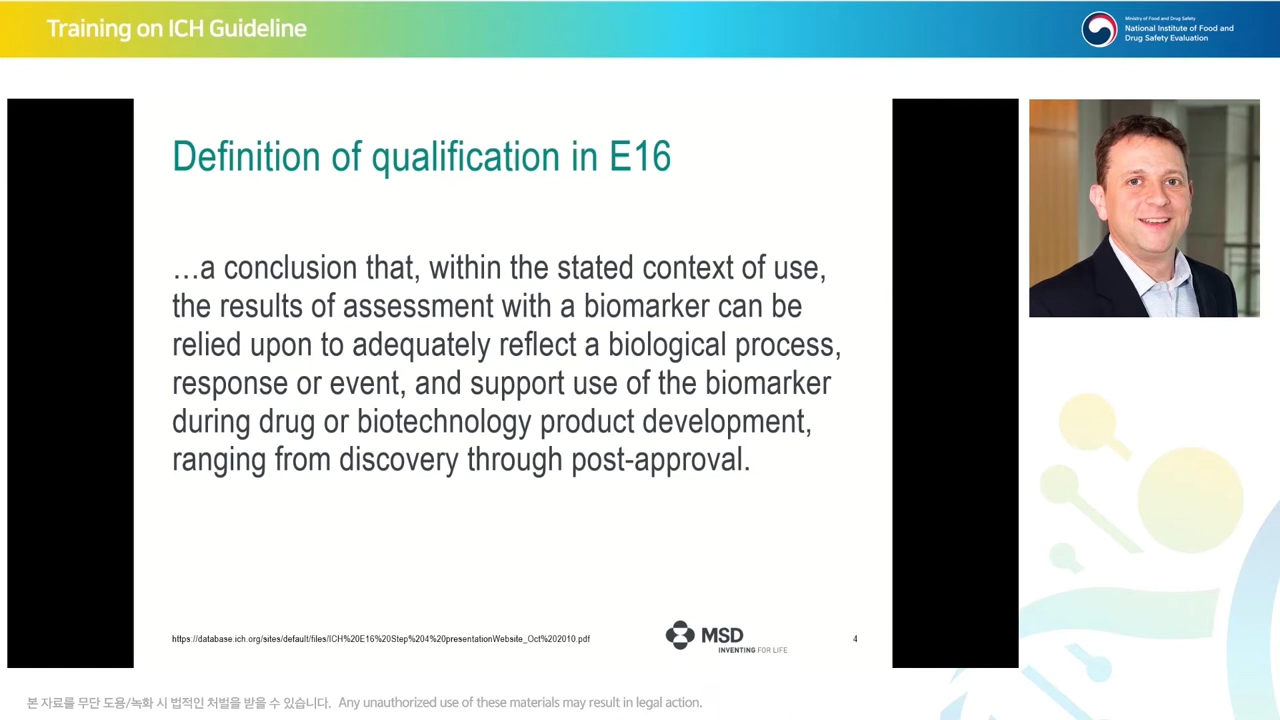 Training on ICH Guideline
Ministry of Food and Drug Safety
National Institute of Food and
Drug Safety Evaluation
Definition of qualification in E16
…a conclusion that, within the stated context of use,
the results of assessment with a biomarker can be
relied upon to adequately reflect a biological process,
response or event, and support use of the biomarker
during drug or biotechnology product development,
ranging from discovery through post-approval.
https://database.ich.org/sites/default/files/ICH%20E16%20Step%204%20presentationWebsite_Oct%202010.pdf
MSD
INVENTING FOR LIFE
4
본 자료를 무단 도용/녹화 시 법적인 처벌을 받을 수 있습니다. Any unauthorized use of these materials may result in legal action.